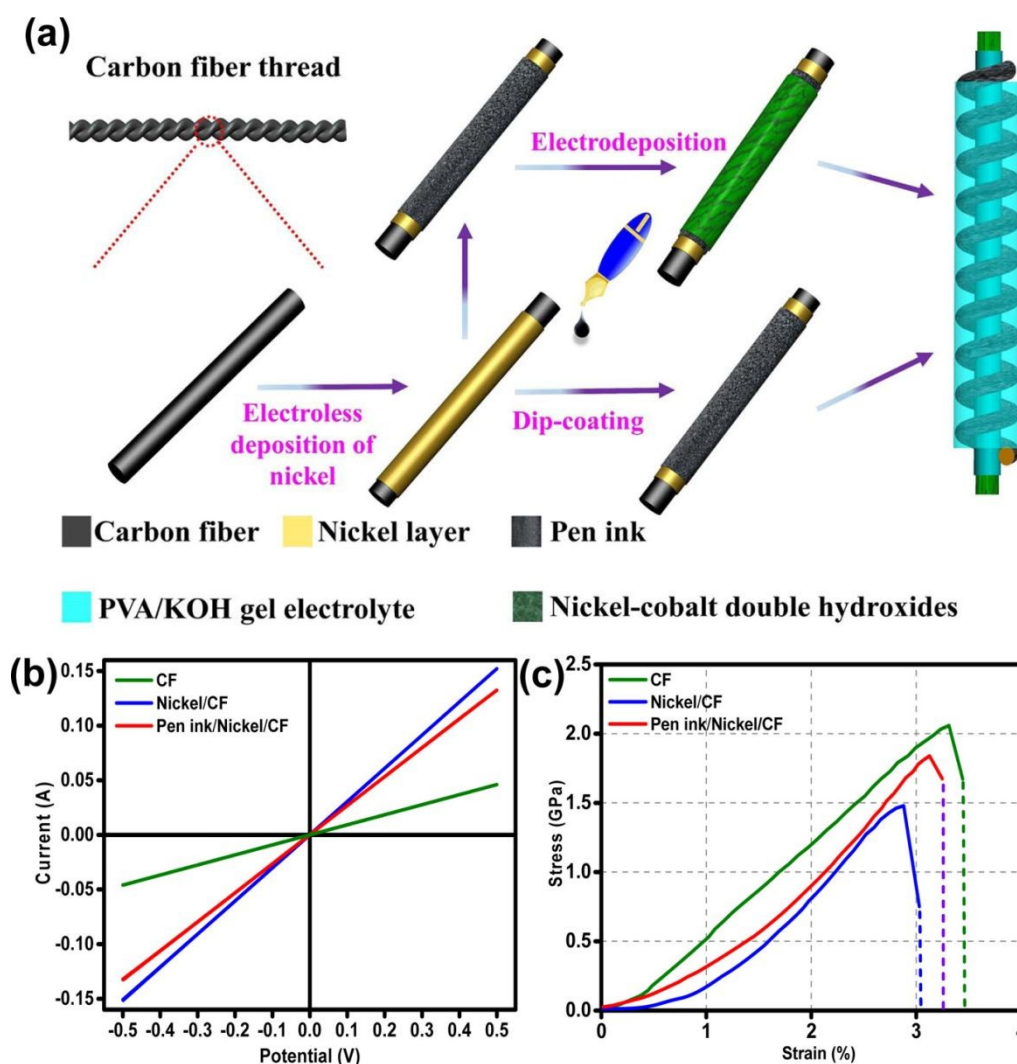 (a)
Carbon fiber thread
Electrodeposition
Electroless
deposition of
nickel
Dip-coating
Carbon fiber
Nickel layer
Pen ink
PVA/KOH gel electrolyte
Nickel-cobalt double hydroxides
(b)
CF
Nickel/CF
Pen ink/Nickel/CF
Current (A)
0.15
0.10
0.05
0.00
-0.05
-0.10
-0.15
-0.5 -0.4 -0.3 -0.2 -0.1 0.0 0.1 0.2 0.3 0.4 0.5
Potential (V)
(c)
CF
Nickel/CF
Pen ink/Nickel/CF
Stress (GPa)
2.5
2.0
1.5
1.0
0.5
0.0
0 1 2 3
Strain (%)